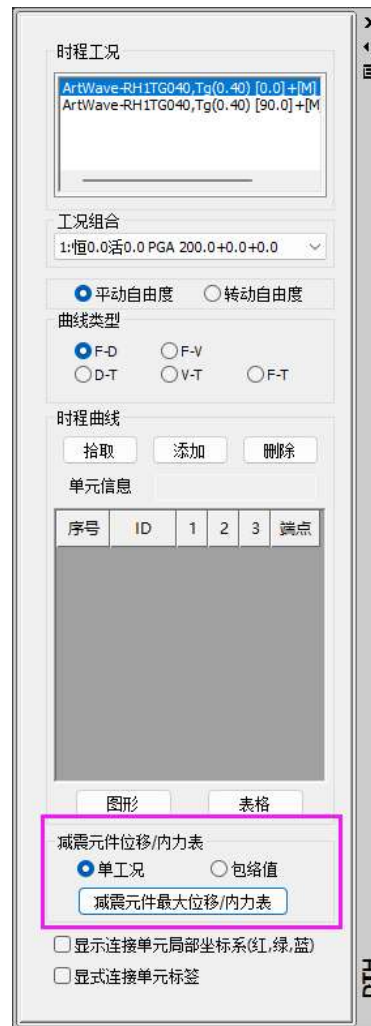 时程工况
ArtWave-RH1TG040,Tg(0.40) [0.0]+[M]
ArtWave-RH1TG040,Tg(0.40) [90.0]+[M
工况组合
1:恒0.0活0.0 PGA 200.0+0.0+0.0
平动自由度 转动自由度
曲线类型
F-D F-V
D-T V-T F-T
时程曲线
拾取 添加 删除
单元信息
序号 ID 1 2 3 端点
图形 表格
减震元件位移/内力表
单工况 包络值
减震元件最大位移/内力表
显示连接单元局部坐标系(红,绿,蓝)
显式连接单元标签